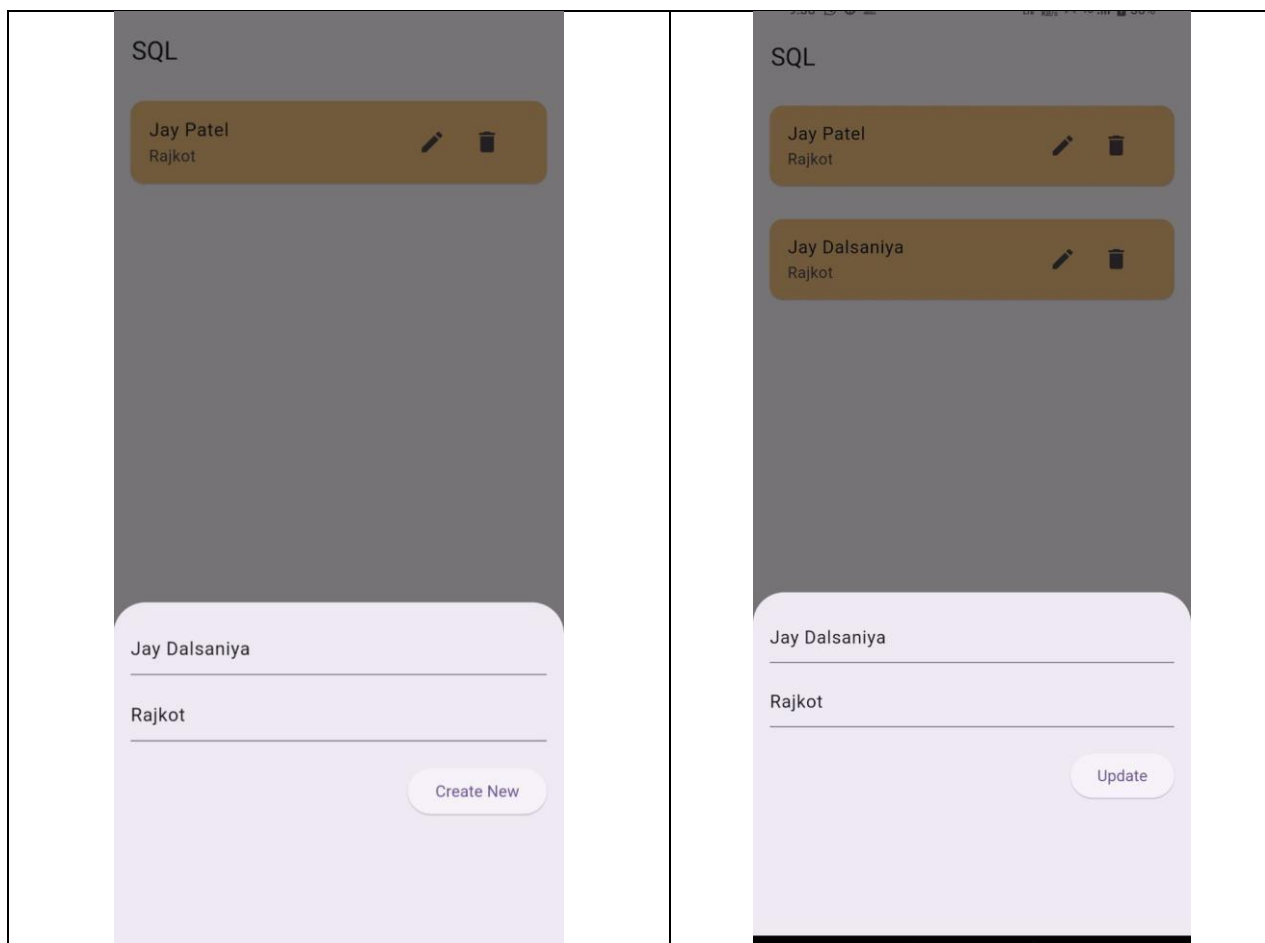 SQL
Jay Patel
Rajkot
Jay Dalsaniya
Rajkot
Create New
SQL
Jay Patel
Rajkot
Jay Dalsaniya
Rajkot
Jay Dalsaniya
Rajkot
Update